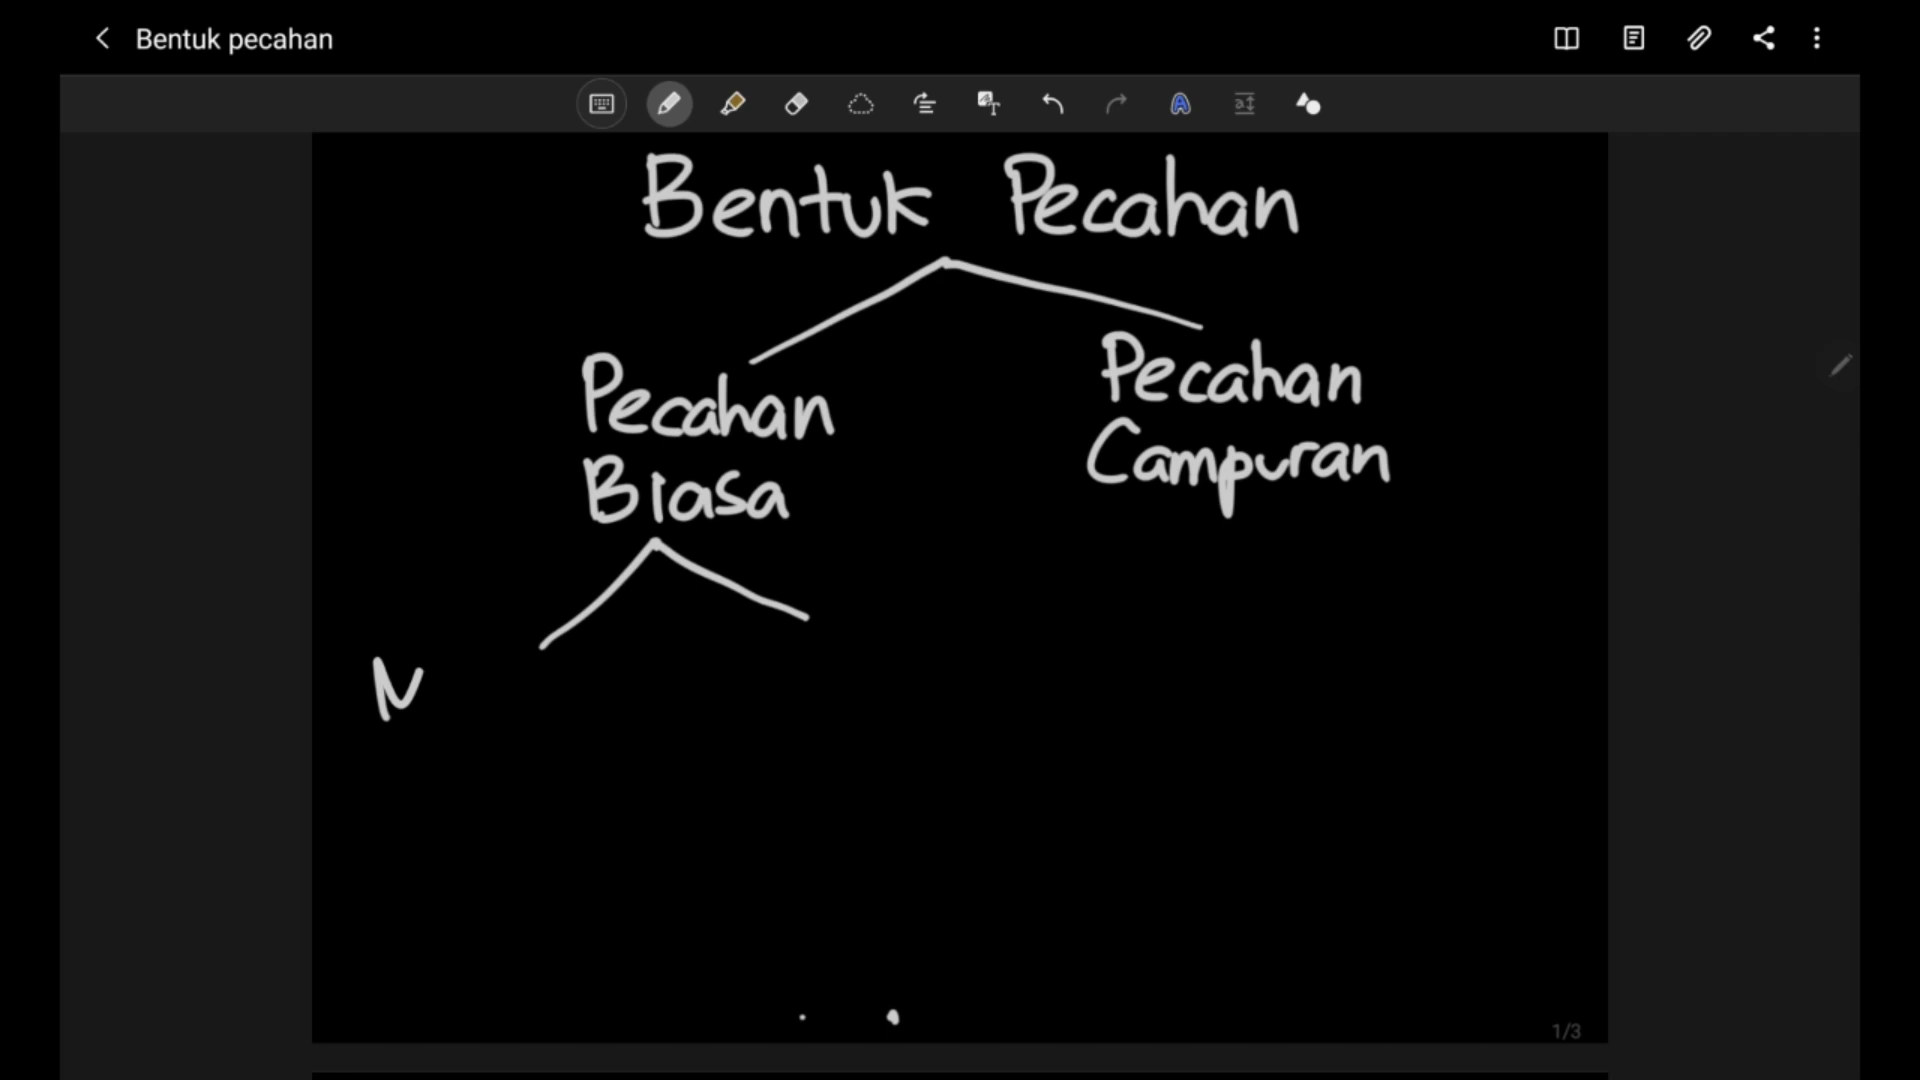 Bentuk pecahan
Bentuk Pecahan
Pecahan
Biasa
Pecahan
Campuran
N
1/3